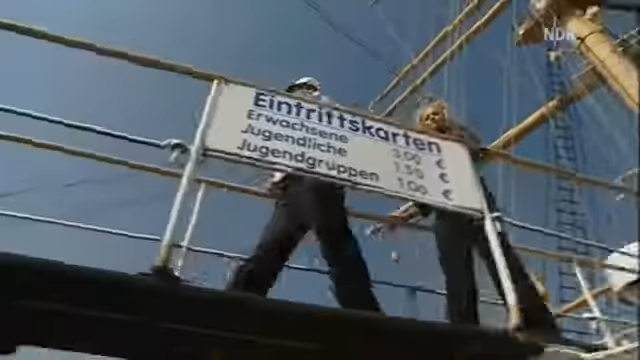 NDR
Eintrittskarten
Erwachsene 3,00 €
Jugendliche 1,50 €
Jugendgruppen 1,00 €